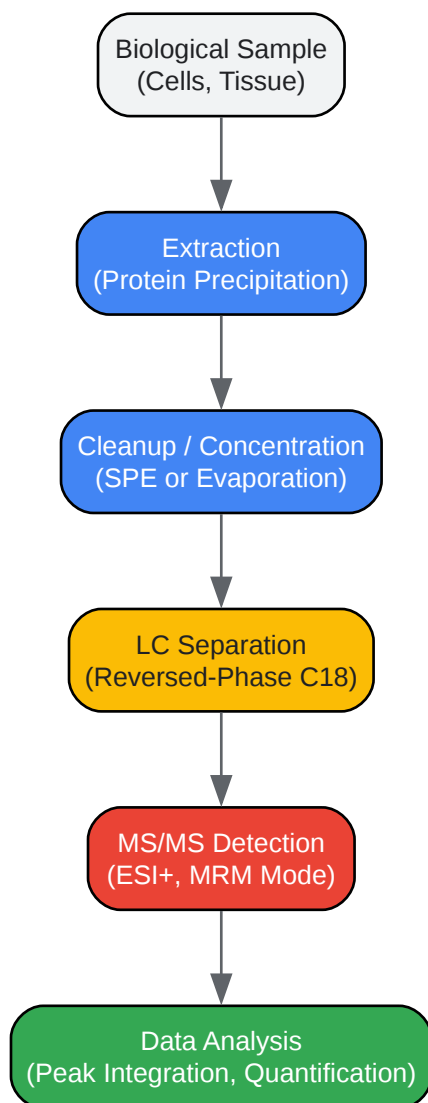 Biological Sample
(Cells, Tissue)
Extraction
(Protein Precipitation)
Cleanup / Concentration
(SPE or Evaporation)
LC Separation
(Reversed-Phase C18)
MS/MS Detection
(ESI+, MRM Mode)
Data Analysis
(Peak Integration, Quantification)